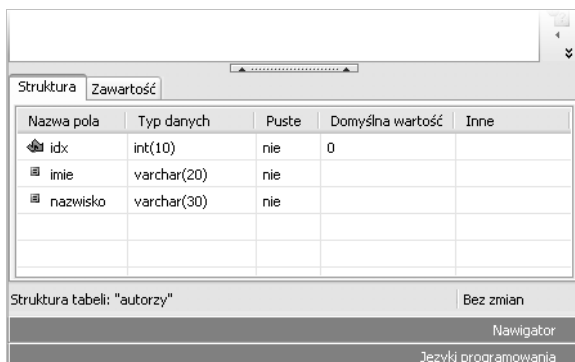 Struktura Zawartość
Nazwa pola Typ danych Puste Domyślna wartość Inne
idx int(10) nie 0
imie varchar(20) nie
nazwisko varchar(30) nie
Struktura tabeli: "autorzy" Bez zmian
Nawigator
Języki programowania